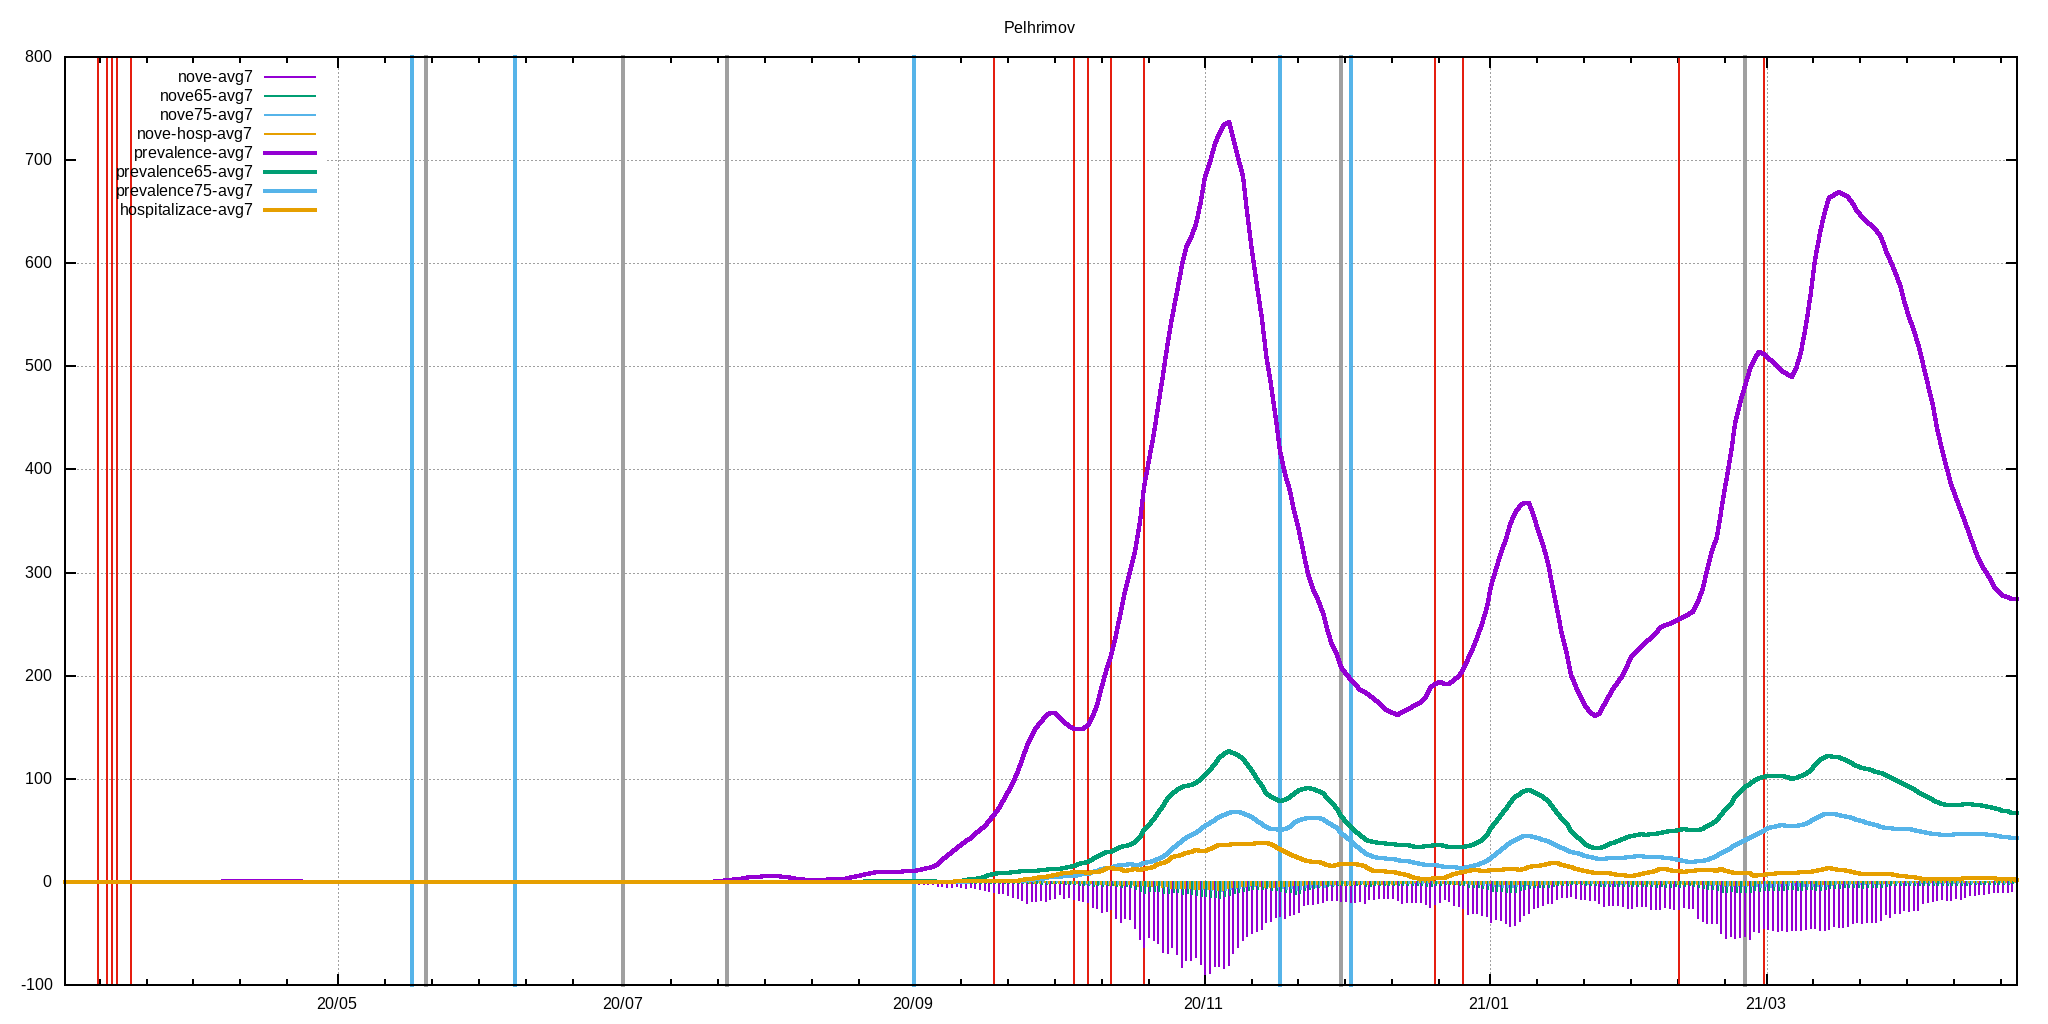 Pelhrimov
800
700
600
500
400
300
200
100
0
-100
nove-avg7
nove65-avg7
nove75-avg7
nove-hosp-avg7
prevalence-avg7
prevalence65-avg7
prevalence75-avg7
hospitalizace-avg7
20/05 20/07 20/09 20/11 21/01 21/03